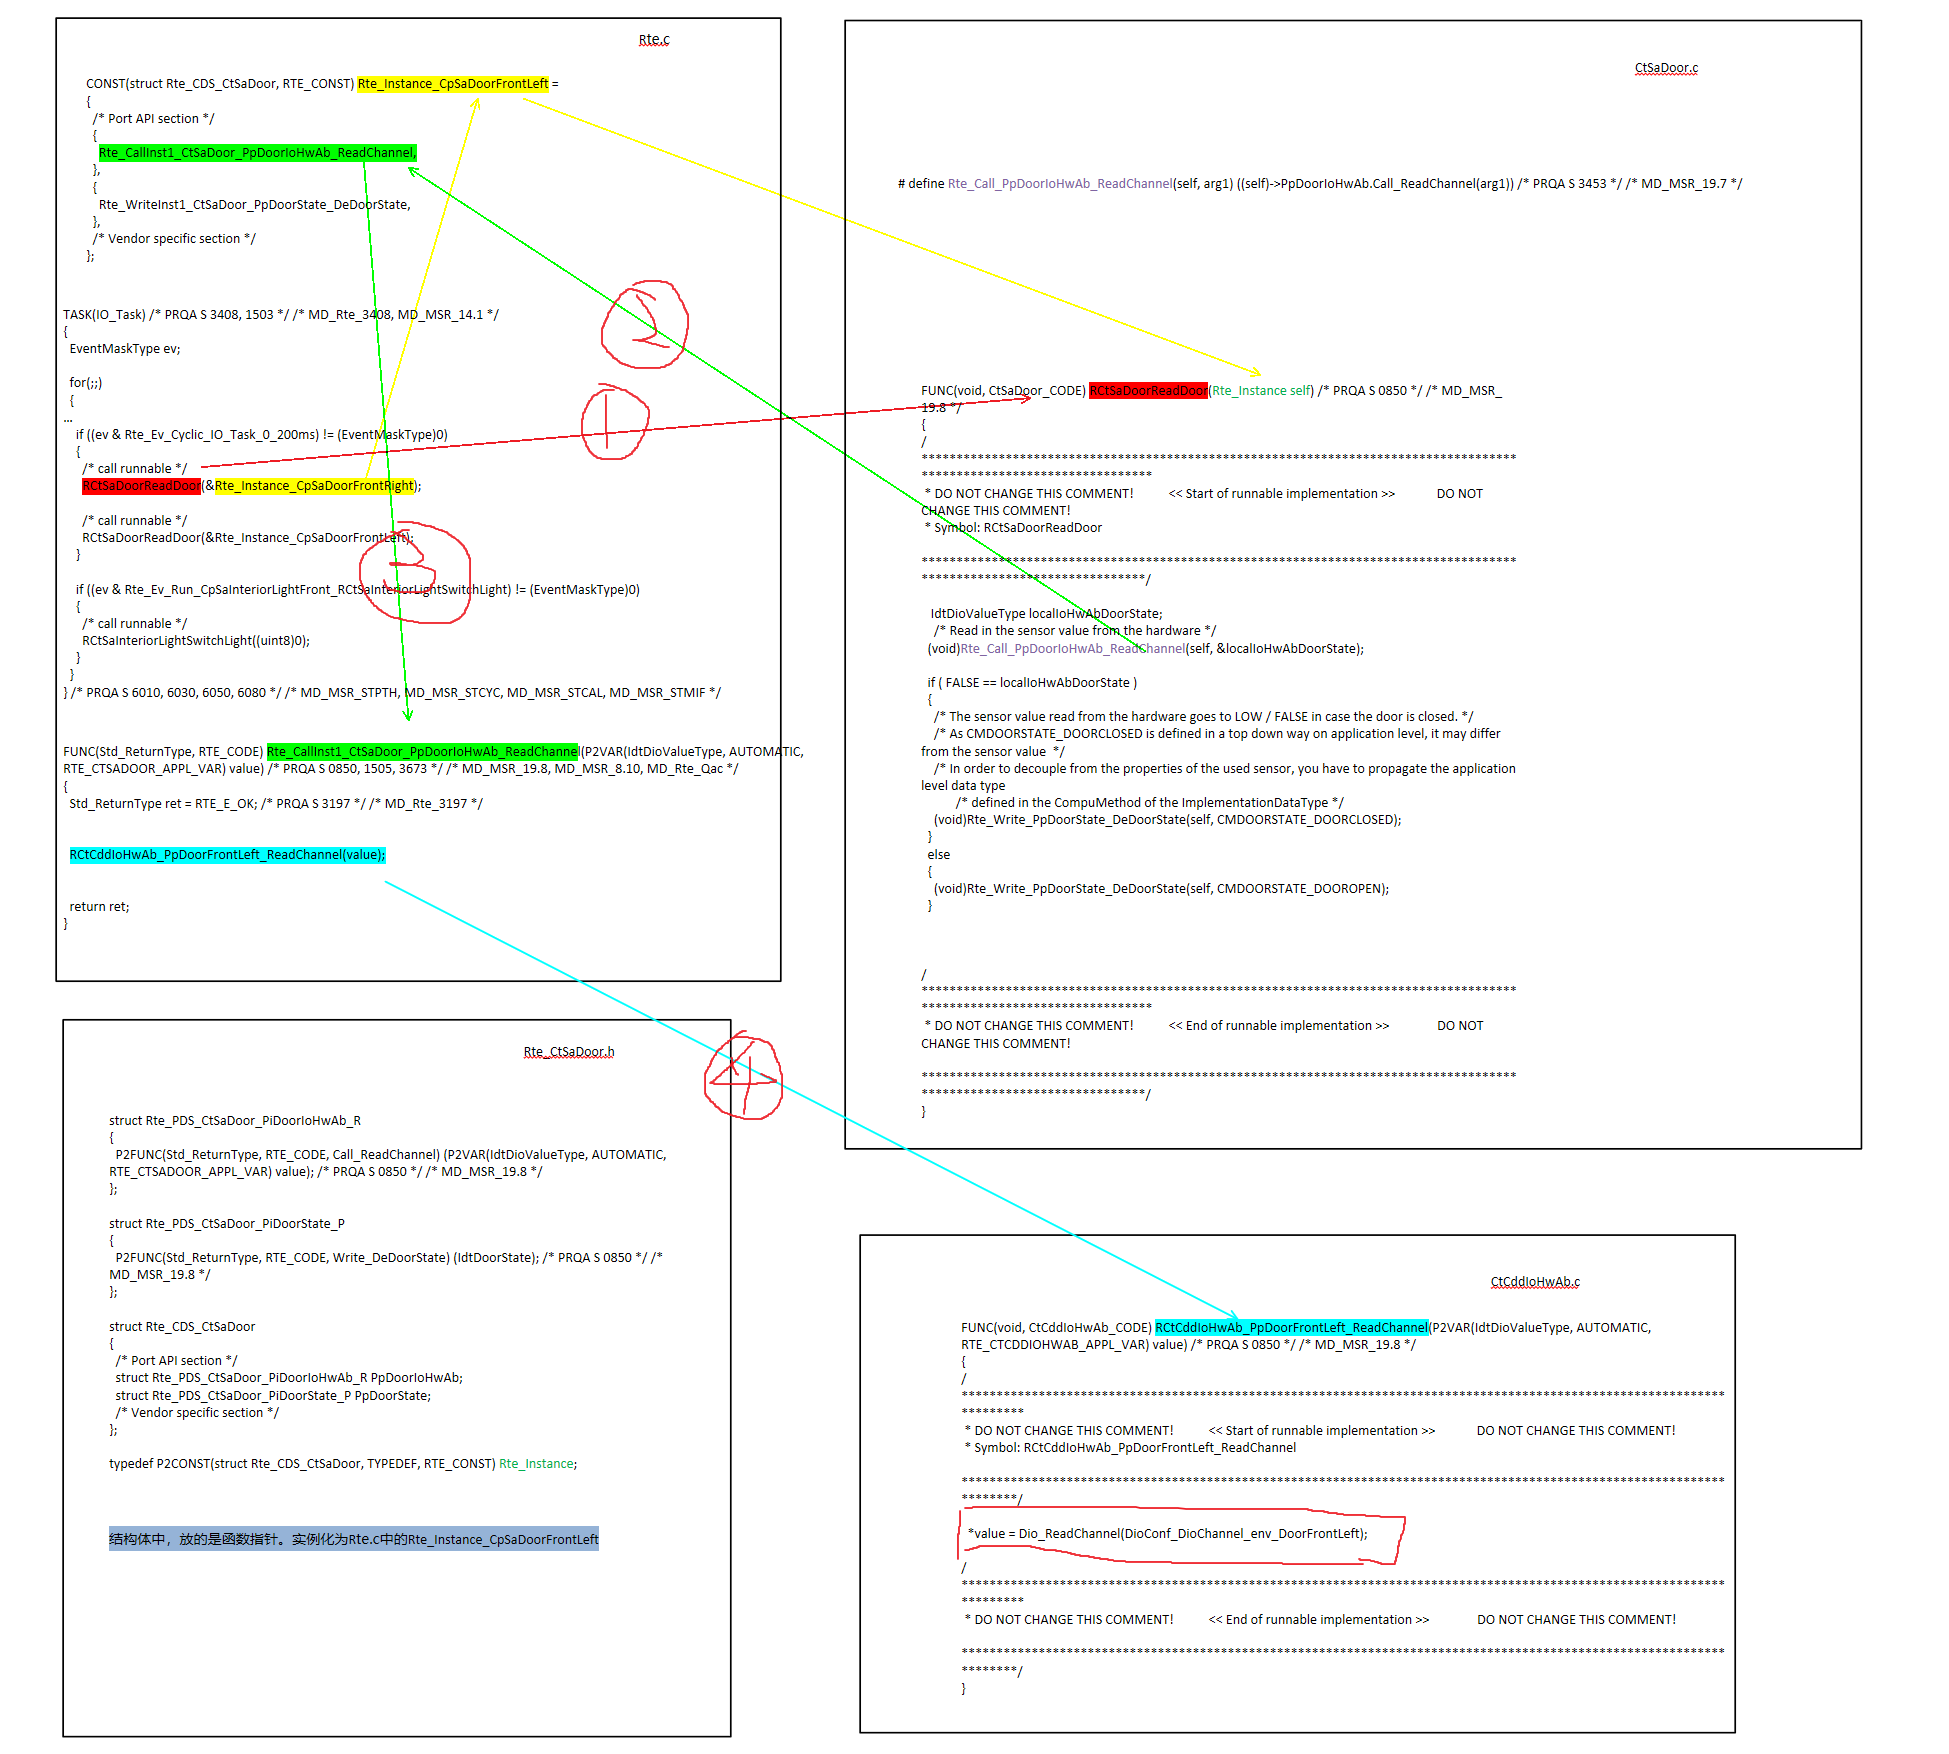 Rte.c
CONST(struct Rte_CDS_CtSaDoor, RTE_CONST) Rte_Instance_CpSaDoorFrontLeft =
{
/* Port API section */
{
Rte_CallInst1_CtSaDoor_PpDoorIoHwAb_ReadChannel,
},
{
Rte_WriteInst1_CtSaDoor_PpDoorState_DeDoorState,
},
/* Vendor specific section */
};
TASK(IO_Task) /* PRQA S 3408, 1503 */ /* MD_Rte_3408, MD_MSR_14.1 */
{
EventMaskType ev;
for(;;)
{
...
if ((ev & Rte_Ev_Cyclic_IO_Task_0_200ms) != (EventMaskType)0)
{
/* call runnable */
RCtSaDoorReadDoor(&Rte_Instance_CpSaDoorFrontRight);
/* call runnable */
RCtSaDoorReadDoor(&Rte_Instance_CpSaDoorFrontLeft);
}
if ((ev & Rte_Ev_Run_CpSaInteriorLightFront_RCtSaInteriorLightSwitchLight) != (EventMaskType)0)
{
/* call runnable */
RCtSaInteriorLightSwitchLight((uint8)0);
}
}
} /* PRQA S 6010, 6030, 6050, 6080 */ /* MD_MSR_STPTH, MD_MSR_STCYC, MD_MSR_STCAL, MD_MSR_STMIF */
FUNC(Std_ReturnType, RTE_CODE) Rte_CallInst1_CtSaDoor_PpDoorIoHwAb_ReadChannel(P2VAR(IdtDioValueType, AUTOMATIC,
RTE_CTSADOOR_APPL_VAR) value) /* PRQA S 0850, 1505, 3673 */ /* MD_MSR_19.8, MD_MSR_8.10, MD_Rte_Qac */
{
Std_ReturnType ret = RTE_E_OK; /* PRQA S 3197 */ /* MD_Rte_3197 */
RCtCddIoHwAb_PpDoorFrontLeft_ReadChannel(value);
return ret;
}
1
2
3
4
CtSaDoor.c
# define Rte_Call_PpDoorIoHwAb_ReadChannel(self, arg1) ((self)->PpDoorIoHwAb.Call_ReadChannel(arg1)) /* PRQA S 3453 */ /* MD_MSR_19.7 */
FUNC(void, CtSaDoor_CODE) RCtSaDoorReadDoor(Rte_Instance self) /* PRQA S 0850 */ /* MD_MSR_
19.8 */
{
/
*************************************************************************************
*********************************
* DO NOT CHANGE THIS COMMENT! << Start of runnable implementation >> DO NOT
CHANGE THIS COMMENT!
* Symbol: RCtSaDoorReadDoor
*************************************************************************************
********************************/
IdtDioValueType localIoHwAbDoorState;
/* Read in the sensor value from the hardware */
(void)Rte_Call_PpDoorIoHwAb_ReadChannel(self, &localIoHwAbDoorState);
if ( FALSE == localIoHwAbDoorState )
{
/* The sensor value read from the hardware goes to LOW / FALSE in case the door is closed. */
/* As CMDOORSTATE_DOORCLOSED is defined in a top down way on application level, it may differ
from the sensor value */
/* In order to decouple from the properties of the used sensor, you have to propagate the application
level data type
/* defined in the CompuMethod of the ImplementationDataType */
(void)Rte_Write_PpDoorState_DeDoorState(self, CMDOORSTATE_DOORCLOSED);
}
else
{
(void)Rte_Write_PpDoorState_DeDoorState(self, CMDOORSTATE_DOOROPEN);
}
/
*************************************************************************************
*********************************
* DO NOT CHANGE THIS COMMENT! << End of runnable implementation >> DO NOT
CHANGE THIS COMMENT!
*************************************************************************************
********************************/
}
Rte_CtSaDoor.h
struct Rte_PDS_CtSaDoor_PiDoorIoHwAb_R
{
P2FUNC(Std_ReturnType, RTE_CODE, Call_ReadChannel) (P2VAR(IdtDioValueType, AUTOMATIC,
RTE_CTSADOOR_APPL_VAR) value); /* PRQA S 0850 */ /* MD_MSR_19.8 */
};
struct Rte_PDS_CtSaDoor_PiDoorState_P
{
P2FUNC(Std_ReturnType, RTE_CODE, Write_DeDoorState) (IdtDoorState); /* PRQA S 0850 */ /*
MD_MSR_19.8 */
};
struct Rte_CDS_CtSaDoor
{
/* Port API section */
struct Rte_PDS_CtSaDoor_PiDoorIoHwAb_R PpDoorIoHwAb;
struct Rte_PDS_CtSaDoor_PiDoorState_P PpDoorState;
/* Vendor specific section */
};
typedef P2CONST(struct Rte_CDS_CtSaDoor, TYPEDEF, RTE_CONST) Rte_Instance;
结构体中，放的是函数指针。实例化为Rte.c中的Rte_Instance_CpSaDoorFrontLeft
CtCddIoHwAb.c
FUNC(void, CtCddIoHwAb_CODE) RCtCddIoHwAb_PpDoorFrontLeft_ReadChannel(P2VAR(IdtDioValueType, AUTOMATIC,
RTE_CTCDDIOHWAB_APPL_VAR) value) /* PRQA S 0850 */ /* MD_MSR_19.8 */
{
/
*************************************************************************************************************
*********
* DO NOT CHANGE THIS COMMENT! << Start of runnable implementation >> DO NOT CHANGE THIS COMMENT!
* Symbol: RCtCddIoHwAb_PpDoorFrontLeft_ReadChannel
*************************************************************************************************************
********/
*value = Dio_ReadChannel(DioConf_DioChannel_env_DoorFrontLeft);
/
*************************************************************************************************************
*********
* DO NOT CHANGE THIS COMMENT! << End of runnable implementation >> DO NOT CHANGE THIS COMMENT!
*************************************************************************************************************
********/
}